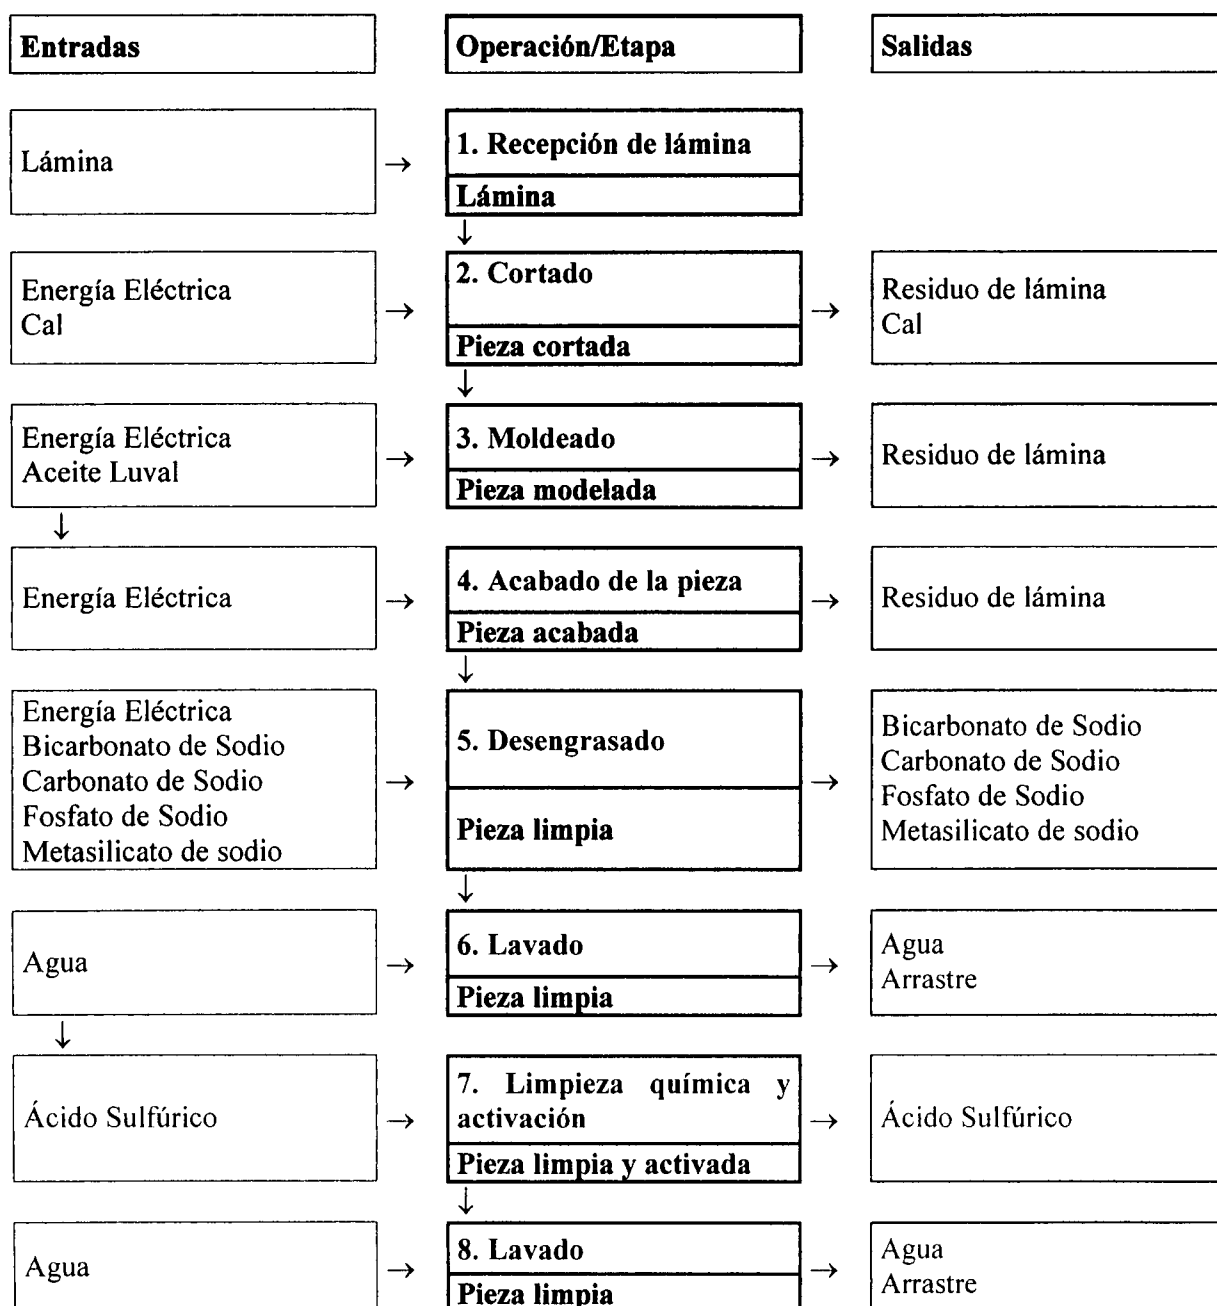 Entradas
Operación/Etapa
Salidas
Lámina
→
1. Recepción de lámina
Lámina
↓
Energía Eléctrica
Cal
→
2. Cortado
Pieza cortada
→
Residuo de lámina
Cal
↓
Energía Eléctrica
Aceite Luval
→
3. Moldeado
Pieza modelada
→
Residuo de lámina
↓
Energía Eléctrica
→
4. Acabado de la pieza
Pieza acabada
→
Residuo de lámina
↓
Energía Eléctrica
Bicarbonato de Sodio
Carbonato de Sodio
Fosfato de Sodio
Metasilicato de sodio
→
5. Desengrasado
Pieza limpia
→
Bicarbonato de Sodio
Carbonato de Sodio
Fosfato de Sodio
Metasilicato de sodio
↓
Agua
→
6. Lavado
Pieza limpia
→
Agua
Arrastre
↓
Ácido Sulfúrico
→
7. Limpieza química y
activación
Pieza limpia y activada
→
Ácido Sulfúrico
↓
Agua
→
8. Lavado
Pieza limpia
→
Agua
Arrastre